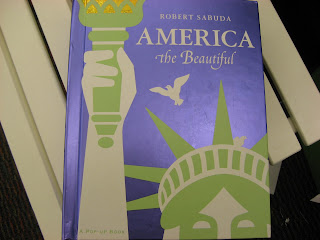 ROBERT SABUDA
AMERICA
the Beautiful
A POP-UP BOOK